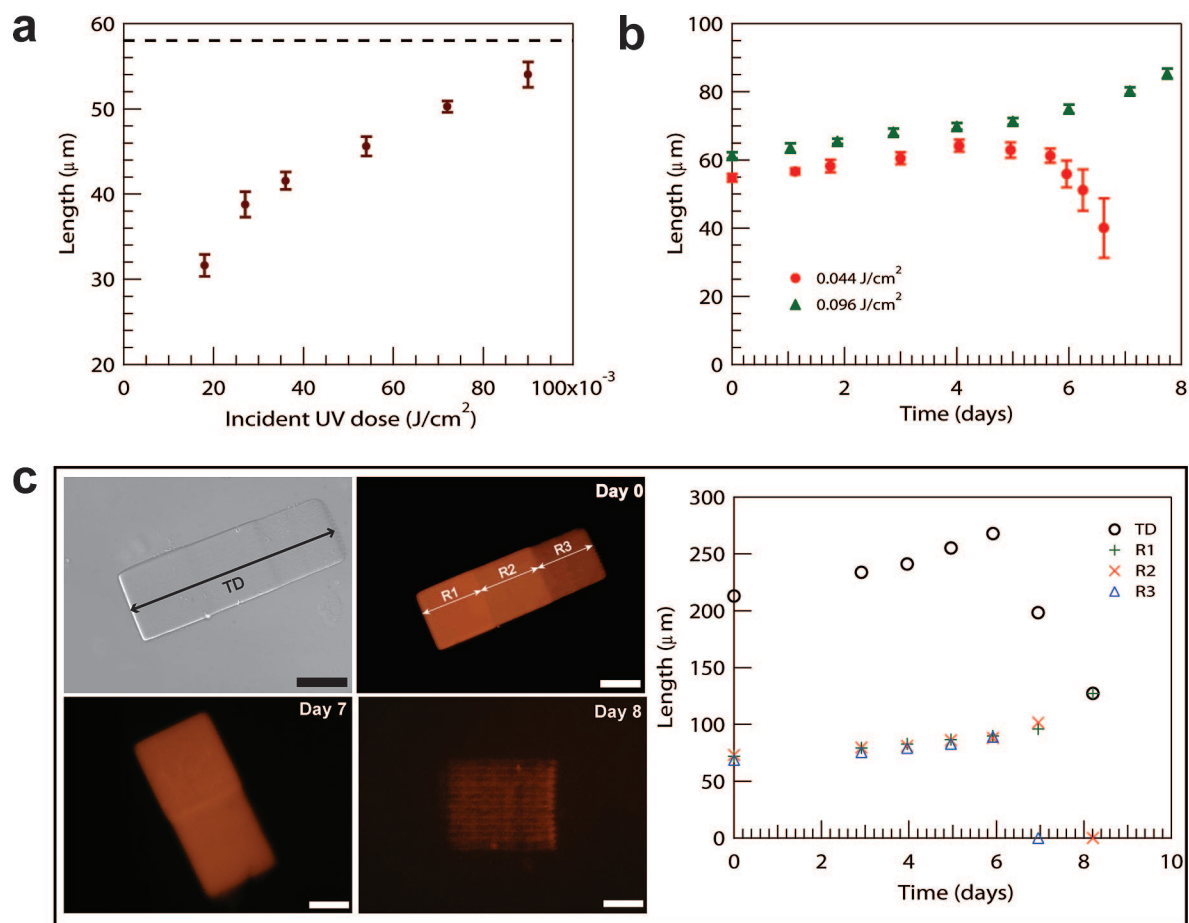 a
60
50
40
30
20
Length (μ m)
0
20
40
60
80
100x10⁻³
Incident UV dose (J/cm²)
b
100
80
60
40
20
0
Length (μ m)
0.044 J/cm²
0.096 J/cm²
0
2
4
6
8
Time (days)
c
TD
Day 0
R1
R2
R3
Day 7
Day 8
300
250
200
150
100
50
0
Length (μ m)
TD
R1
R2
R3
0
2
4
6
8
10
Time (days)